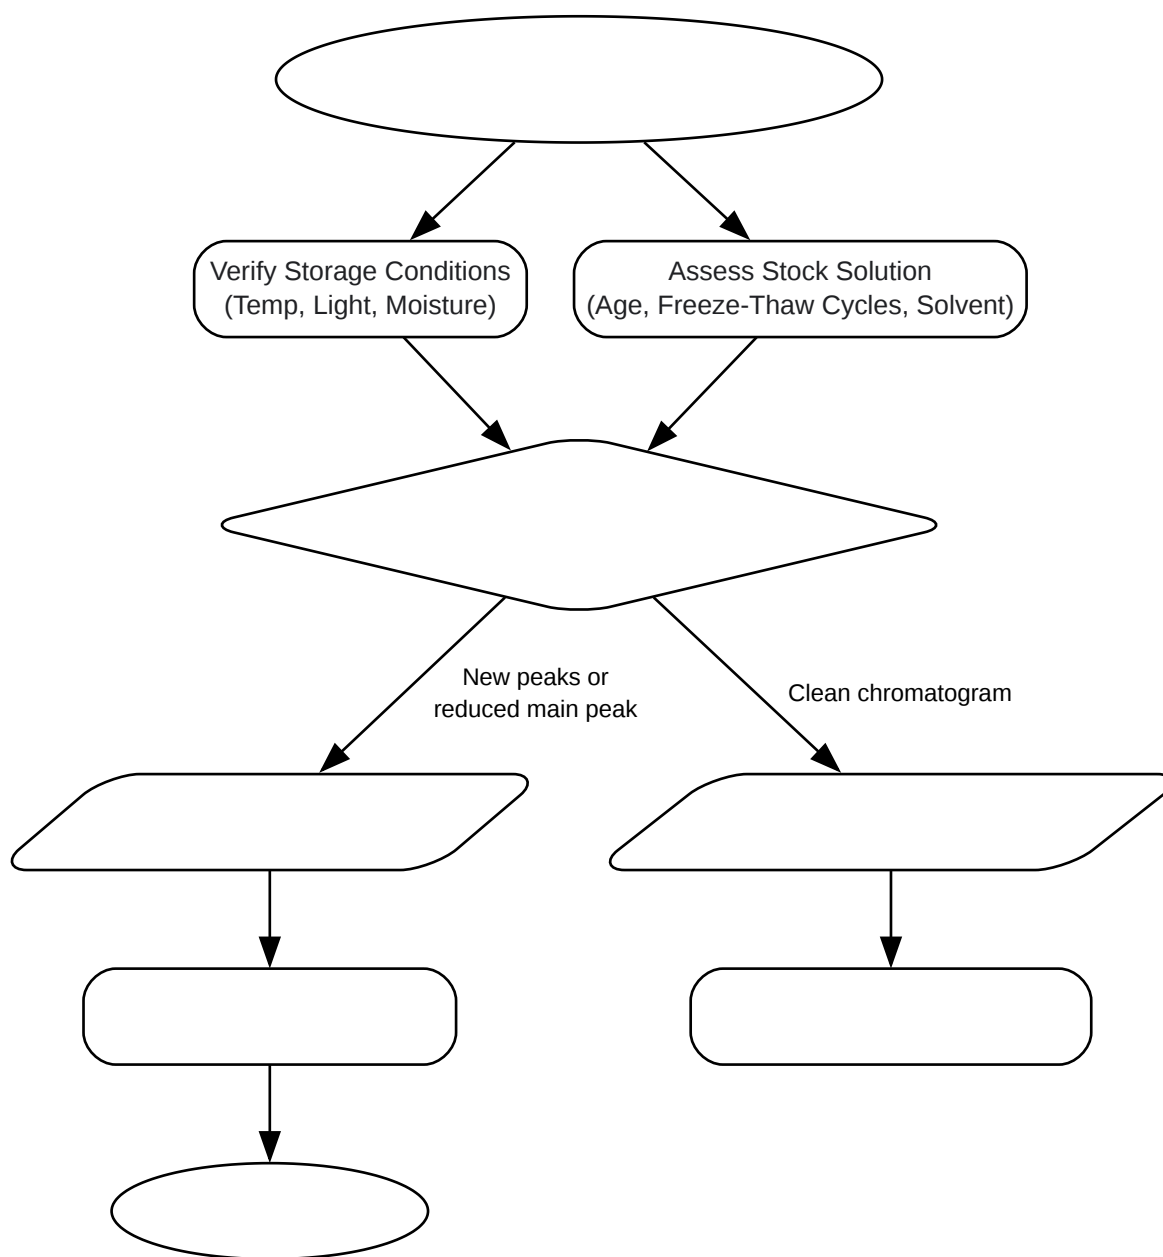 Verify Storage Conditions
(Temp, Light, Moisture)
Assess Stock Solution
(Age, Freeze-Thaw Cycles, Solvent)
New peaks or
reduced main peak
Clean chromatogram